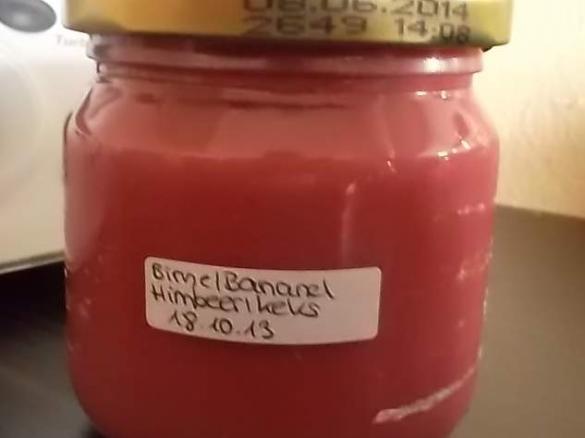 08.06.2014
2649 14:08
Birne/Banane/
Himbeer/keks
18.10.13